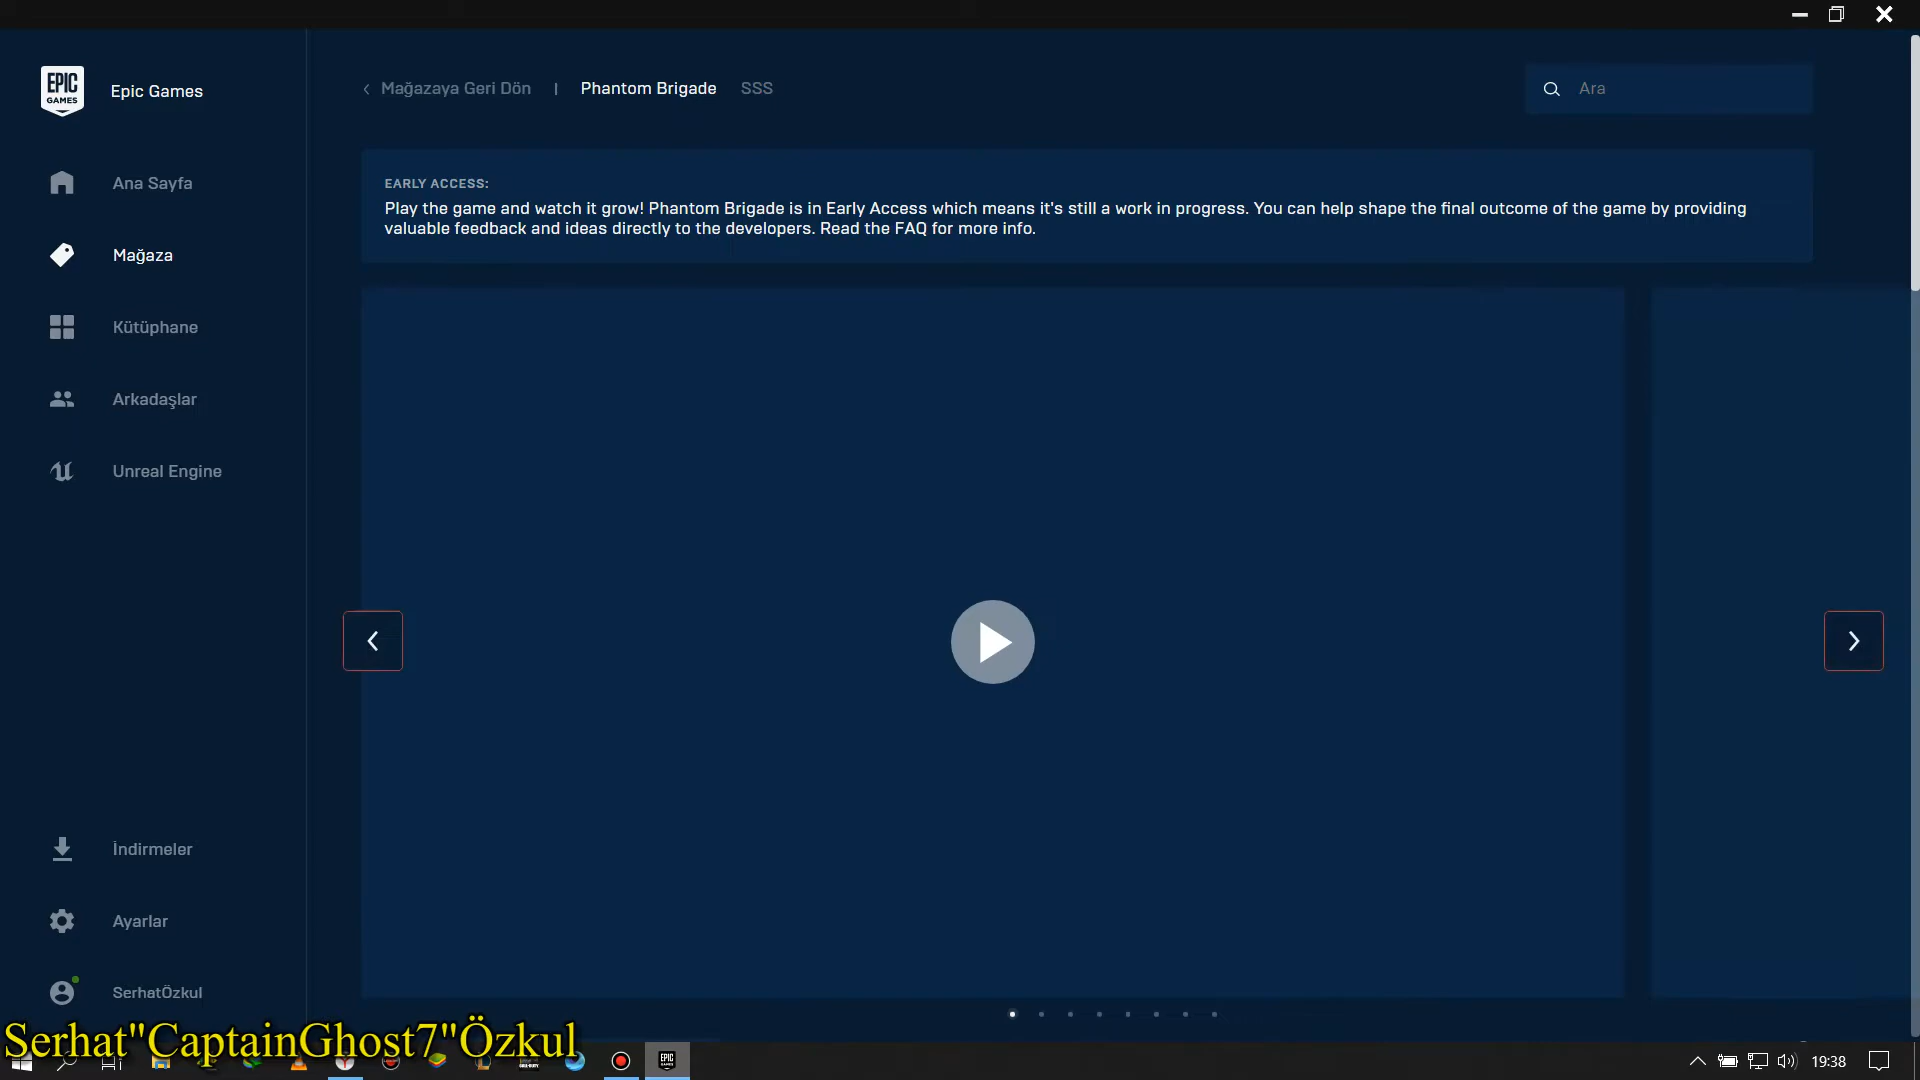 EPIC
GAMES
Epic Games
Mağazaya Geri Dön
Phantom Brigade
SSS
Ara
Ana Sayfa
Mağaza
Kütüphane
Arkadaşlar
Unreal Engine
EARLY ACCESS:
Play the game and watch it grow! Phantom Brigade is in Early Access which means it's still a work in progress. You can help shape the final outcome of the game by providing
valuable feedback and ideas directly to the developers. Read the FAQ for more info.
İndirmeler
Ayarlar
SerhatÖzkul
Serhat"CaptainGhost7"Özkul
EPIC
19:38